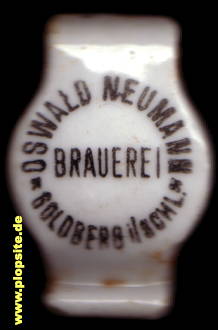 OSWALD NEUMANN
BRAUEREI
GOLDBERG i/SCHL.
www.plopsite.de